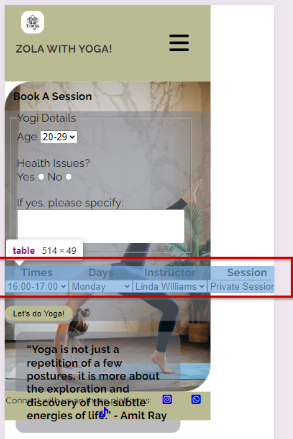 YOGIS
ZOLA WITH YOGA!
Book A Session
Yogi Details
Age 20-29
Health Issues?
Yes No
If yes, please specify:
table 514 × 49
Times Days Instructor Session
16:00-17:00 Monday Linda Williams Private Session
Let's do Yoga!
“Yoga is not just a
repetition of a few
postures, it is more about
the exploration and
discovery of the subtle
energies of life.” - Amit Ray